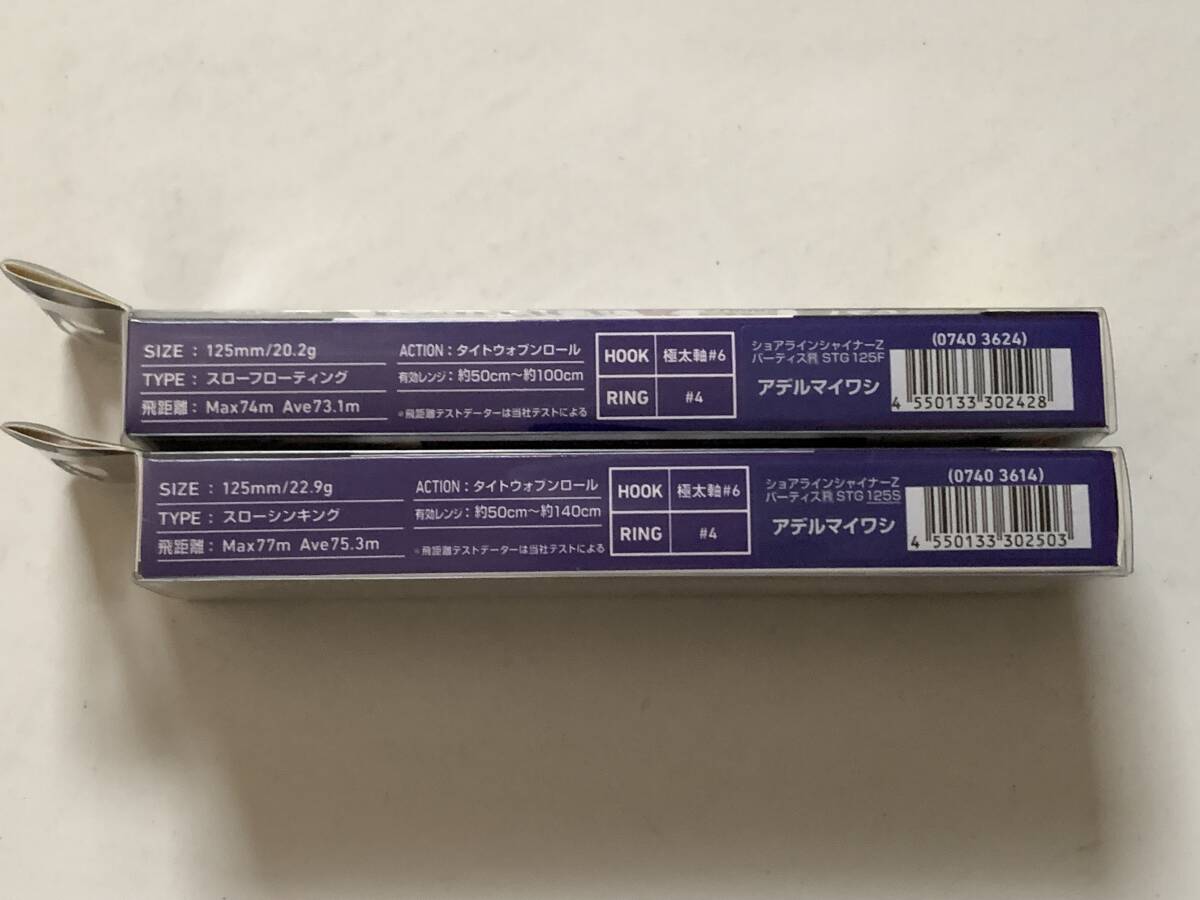 SIZE : 125mm/20.2g
TYPE : スローフローティング
飛距離 : Max74m Ave73.1m
ACTION : タイトウォブンロール
有効レンジ : 約50cm～約100cm
※飛距離テストデーターは当社テストによる
HOOK 極太軸#6
RING #4
ショアラインシャイナーZ
バーティス STG 125F
アデルマイワシ
(0740 3624)
4 550133 302428
SIZE : 125mm/22.9g
TYPE : スローシンキング
飛距離 : Max77m Ave75.3m
ACTION : タイトウォブンロール
有効レンジ : 約50cm～約140cm
※飛距離テストデーターは当社テストによる
HOOK 極太軸#6
RING #4
ショアラインシャイナーZ
バーティス STG 125S
アデルマイワシ
(0740 3614)
4 550133 302503